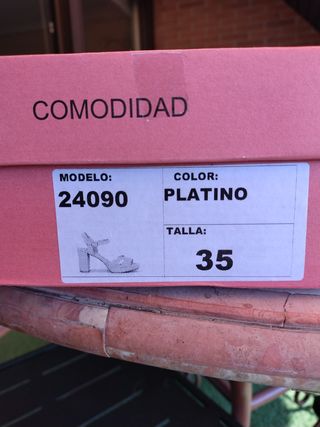 COMODIDAD
MODELO:
24090
COLOR:
PLATINO
TALLA:
35